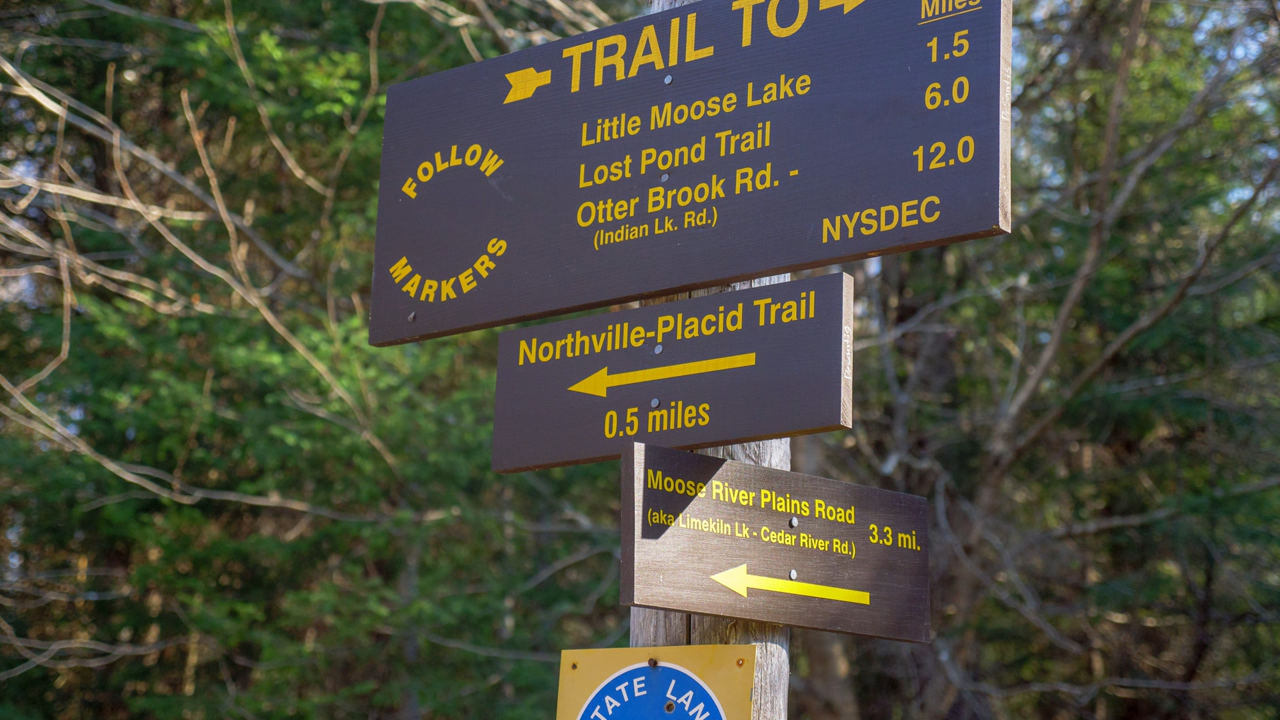 TRAIL TO
Miles
Little Moose Lake 1.5
Lost Pond Trail 6.0
Otter Brook Rd. - 12.0
(Indian Lk. Rd.)
FOLLOW
MARKERS
NYSDEC
Northville-Placid Trail
0.5 miles
Moose River Plains Road
(aka Limekiln Lk - Cedar River Rd.)
3.3 mi.
STATE LAND